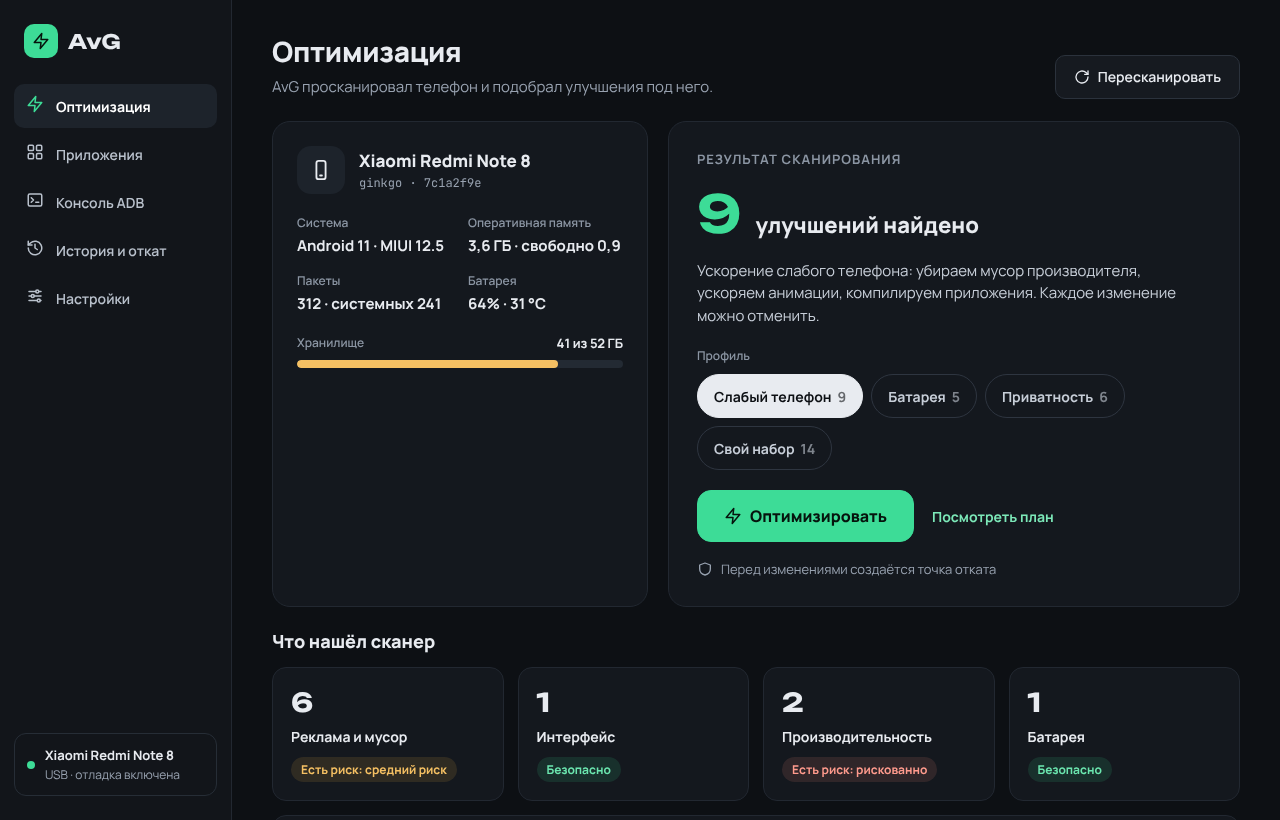 AvG
Оптимизация
Приложения
Консоль ADB
История и откат
Настройки
Xiaomi Redmi Note 8
USB · отладка включена
Оптимизация
AvG просканировал телефон и подобрал улучшения под него.
Пересканировать
Xiaomi Redmi Note 8
ginkgo · 7c1a2f9e
Система
Android 11 · MIUI 12.5
Оперативная память
3,6 ГБ · свободно 0,9
Пакеты
312 · системных 241
Батарея
64% · 31 °C
Хранилище
41 из 52 ГБ
РЕЗУЛЬТАТ СКАНИРОВАНИЯ
9 улучшений найдено
Ускорение слабого телефона: убираем мусор производителя,
ускоряем анимации, компилируем приложения. Каждое изменение
можно отменить.
Профиль
Слабый телефон 9
Батарея 5
Приватность 6
Свой набор 14
Оптимизировать
Посмотреть план
Перед изменениями создаётся точка отката
Что нашёл сканер
6
Реклама и мусор
Есть риск: средний риск
1
Интерфейс
Безопасно
2
Производительность
Есть риск: рискованно
1
Батарея
Безопасно